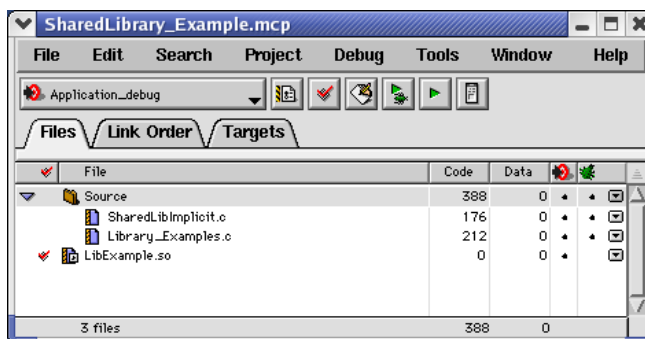 SharedLibrary_Example.mcp
File Edit Search Project Debug Tools Window Help
Application_debug
Files Link Order Targets
File Code Data
Source 388 0
SharedLibImplicit.c 176 0
Library_Examples.c 212 0
LibExample.so 0 0
3 files 388 0